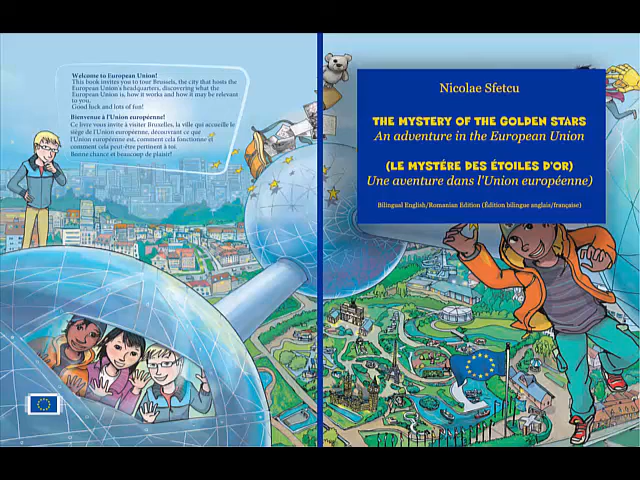 Welcome to European Union!
This book invites you to tour Brussels, the city that hosts the
European Union's headquarters, discovering what the
European Union is, how it works and how it may be relevant
to you.
Good luck and lots of fun!
Bienvenue à l'Union européenne!
Ce livre vous invite à visiter Bruxelles, la ville qui accueille le
siège de l'Union européenne, découvrant ce que
l'Union européenne est, comment cela fonctionne et
comment cela peut-être pertinent à toi.
Bonne chance et beaucoup de plaisir!
Nicolae Sfetcu
THE MYSTERY OF THE GOLDEN STARS
An adventure in the European Union
(LE MYSTÉRE DES ÉTOILES D'OR)
Une aventure dans l'Union européenne)
Bilingual English/Romanian Edition (Édition bilingue anglais/française)